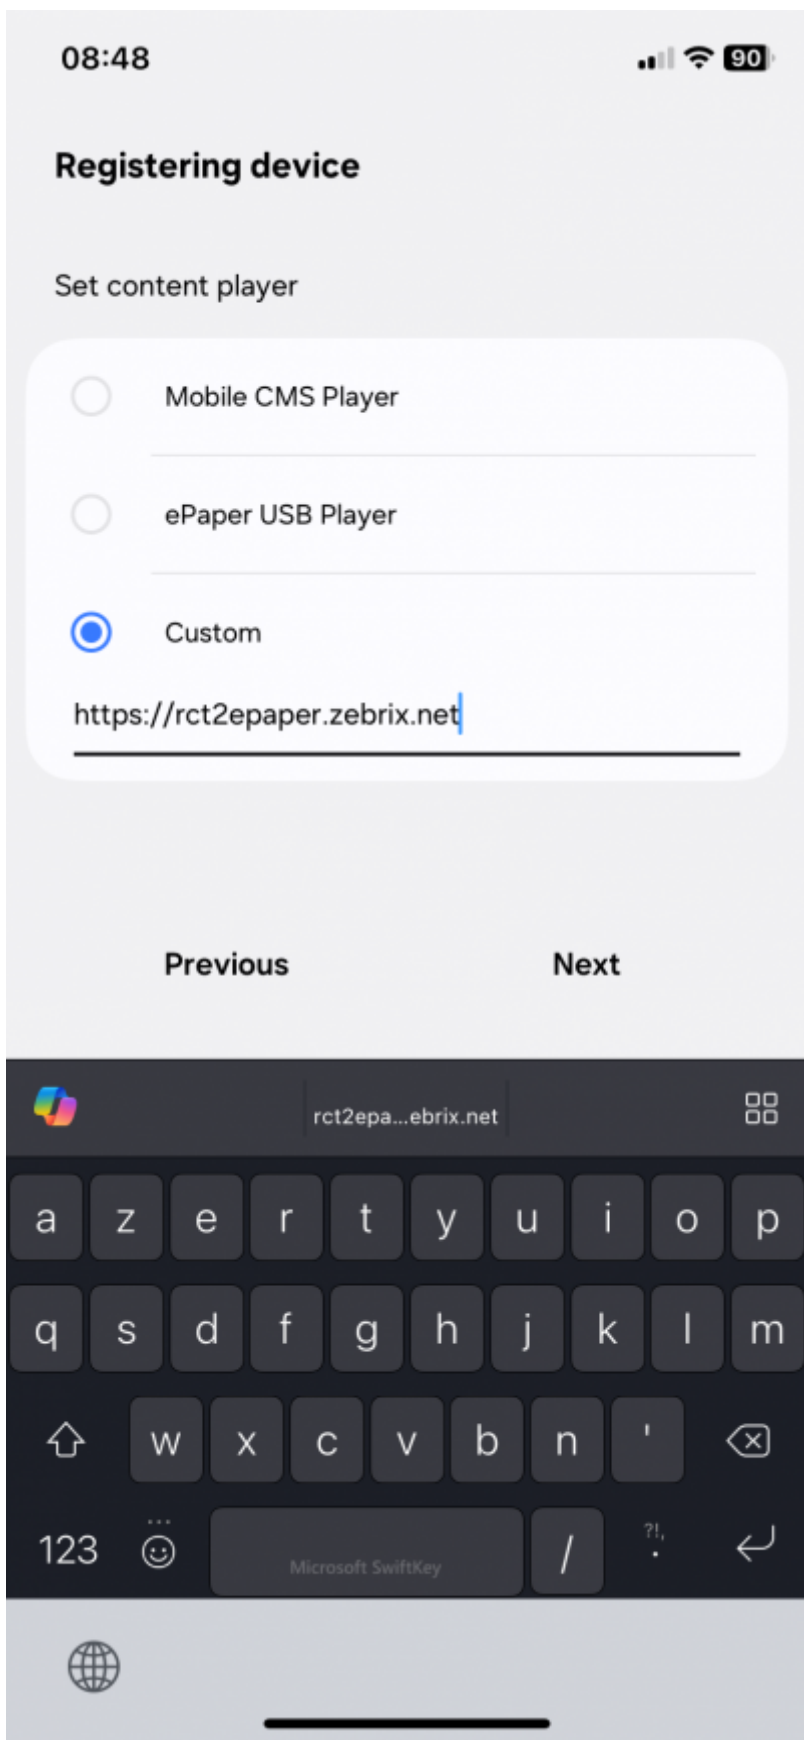 08:48
90
Registering device
Set content player
Mobile CMS Player
ePaper USB Player
Custom
https://rct2epaper.zebrix.net
Previous Next
rct2epa...ebrix.net
a z e r t y u i o p
q s d f g h j k l m
w x c v b n '
123 Microsoft SwiftKey / ?!, .